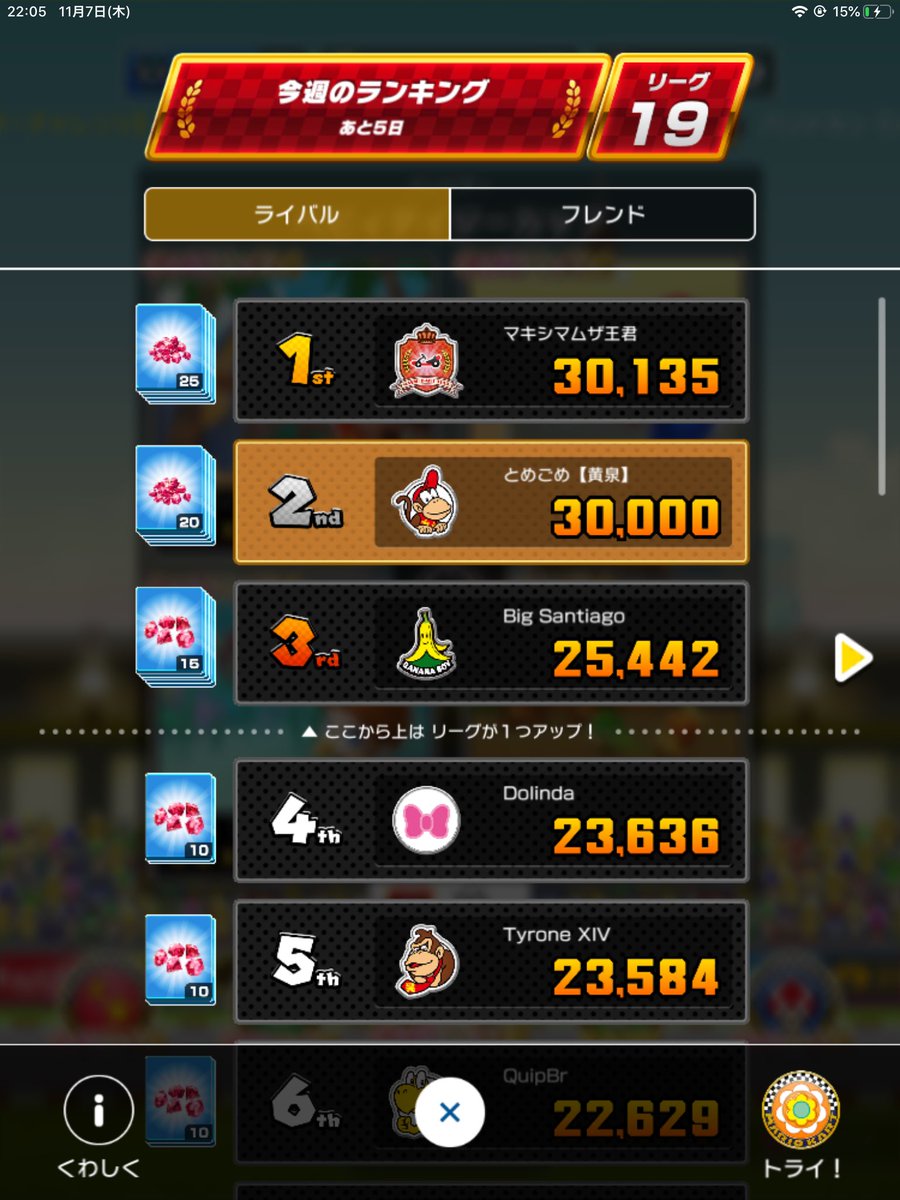 22:05 11月7日(木)
15%
今週のランキング
あと5日
リーグ
19
ライバル
フレンド
25
1st
マキシマムザ王君
30,135
20
2nd
とめごめ【黄泉】
30,000
15
3rd
BANANA BOY
Big Santiago
25,442
▲ ここから上は リーグが1つアップ！
10
4th
Dolinda
23,636
10
5th
Tyrone XIV
23,584
10
6th
QuipBr
22,629
くわしく
MARIO KART
トライ！